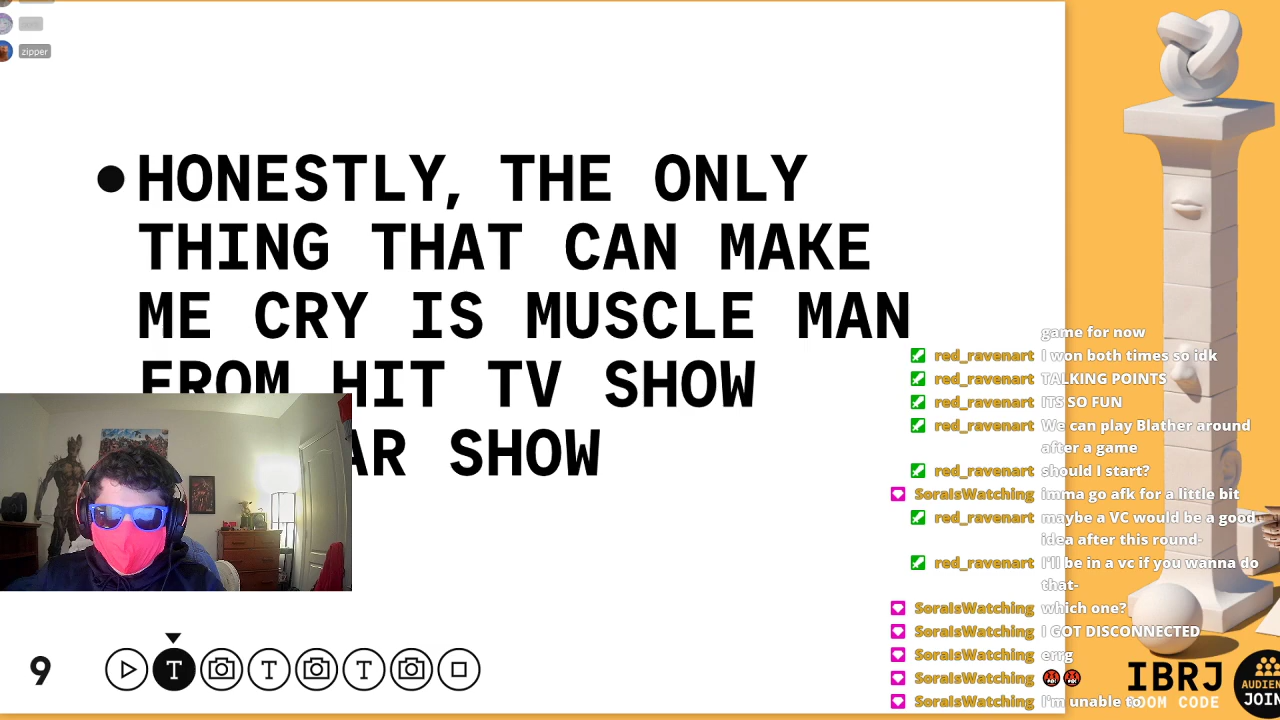 zipper
HONESTLY, THE ONLY
THING THAT CAN MAKE
ME CRY IS MUSCLE MAN
FROM HIT TV SHOW
AR SHOW
game for now
red_ravenart I won both times so idk
red_ravenart TALKING POINTS
red_ravenart ITS SO FUN
red_ravenart We can play Blather around
after a game
red_ravenart should I start?
SoraIsWatching imma go afk for a little bit
red_ravenart maybe a VC would be a good
idea after this round-
red_ravenart I'll be in a vc if you wanna do
that-
SoraIsWatching which one?
SoraIsWatching I GOT DISCONNECTED
SoraIsWatching errg
SoraIsWatching
SoraIsWatching I'm unable to
9
T
T
T
IBRJ
ROOM CODE
AUDIEN
JOIN